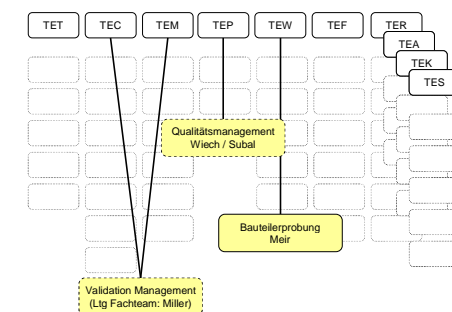 TET TEC TEM TEP TEW TEF TER
TEA
TEK
TES
Qualitätsmanagement
Wiech / Subal
Bauteilerprobung
Meir
Validation Management
(Ltg Fachteam: Miller)